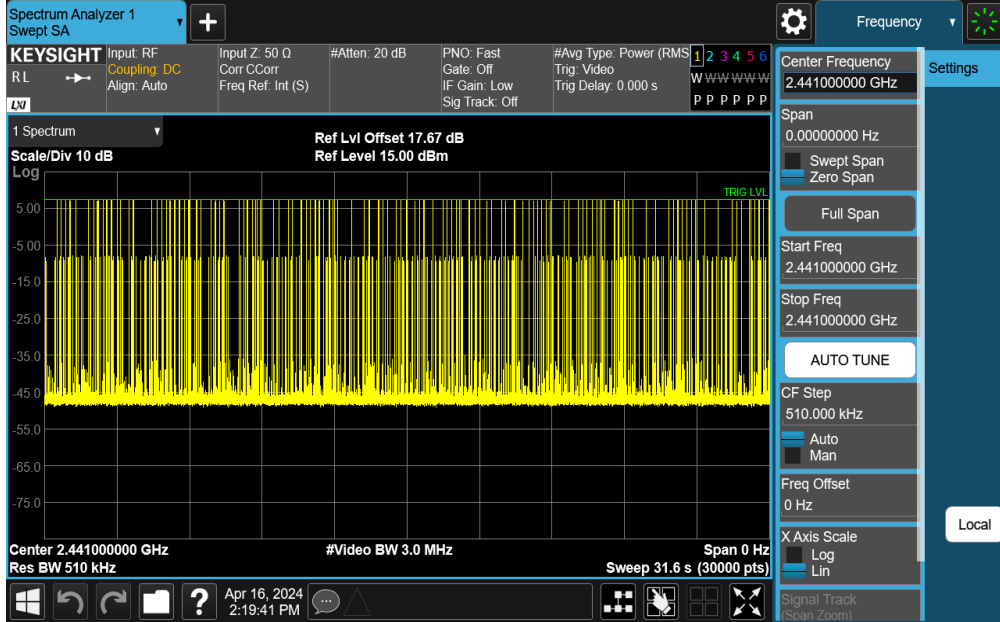 Spectrum Analyzer 1
Swept SA
Frequency
KEYSIGHT
R L
LXI
Input: RF
Coupling: DC
Align: Auto
Input Z: 50 Ω
Corr CCorr
Freq Ref: Int (S)
#Atten: 20 dB
PNO: Fast
Gate: Off
IF Gain: Low
Sig Track: Off
#Avg Type: Power (RMS
Trig: Video
Trig Delay: 0.000 s
1 2 3 4 5 6
W W W W W W
P P P P P P
1 Spectrum
Scale/Div 10 dB
Log
Ref Lvl Offset 17.67 dB
Ref Level 15.00 dBm
TRIG LVL
5.00
-5.00
-15.0
-25.0
-35.0
-45.0
-55.0
-65.0
-75.0
Center 2.441000000 GHz
Res BW 510 kHz
#Video BW 3.0 MHz
Span 0 Hz
Sweep 31.6 s (30000 pts)
Apr 16, 2024
2:19:41 PM
Center Frequency
2.441000000 GHz
Span
0.00000000 Hz
Swept Span
Zero Span
Full Span
Start Freq
2.441000000 GHz
Stop Freq
2.441000000 GHz
AUTO TUNE
CF Step
510.000 kHz
Auto
Man
Freq Offset
0 Hz
X Axis Scale
Log
Lin
Signal Track
(Span Zoom)
Settings
Local